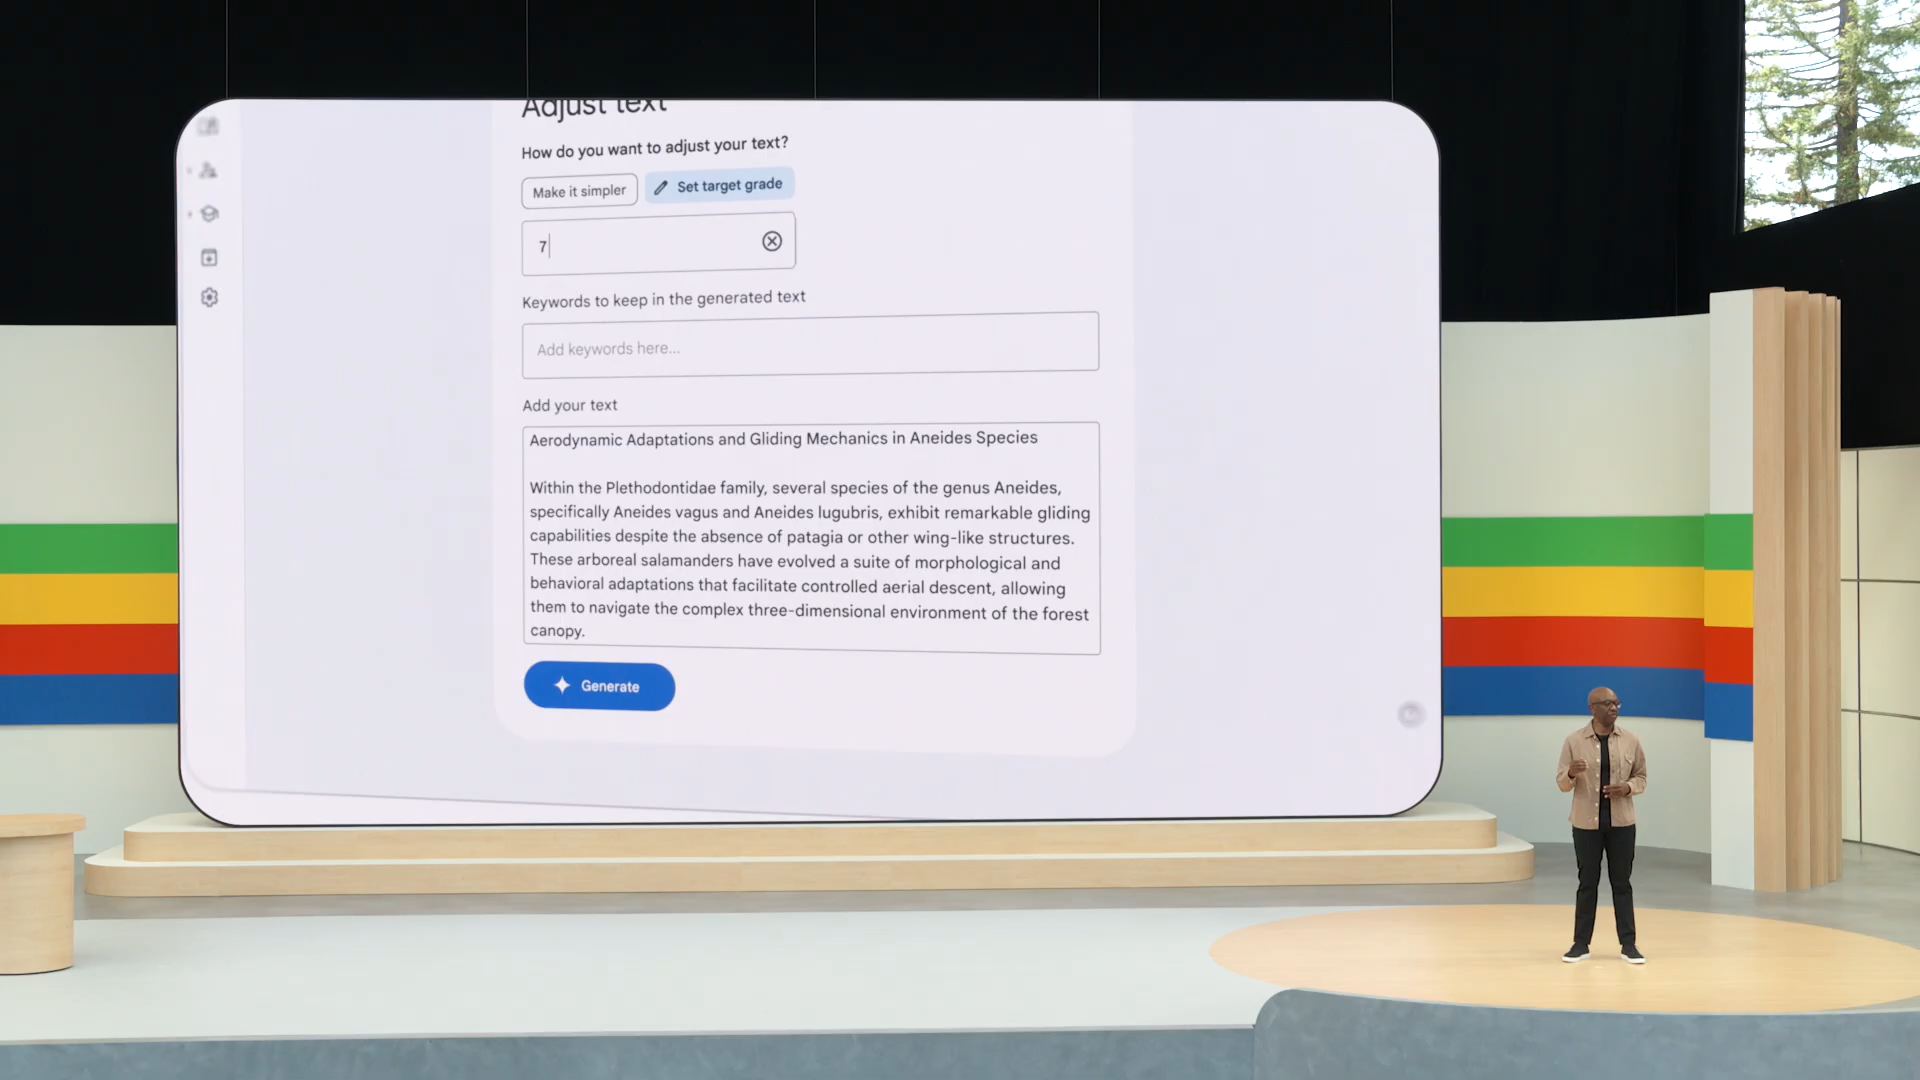 Adjust text
How do you want to adjust your text?
Make it simpler
Set target grade
7
Keywords to keep in the generated text
Add keywords here...
Add your text
Aerodynamic Adaptations and Gliding Mechanics in Aneides Species
Within the Plethodontidae family, several species of the genus Aneides,
specifically Aneides vagus and Aneides lugubris, exhibit remarkable gliding
capabilities despite the absence of patagia or other wing-like structures.
These arboreal salamanders have evolved a suite of morphological and
behavioral adaptations that facilitate controlled aerial descent, allowing
them to navigate the complex three-dimensional environment of the forest
canopy.
Generate